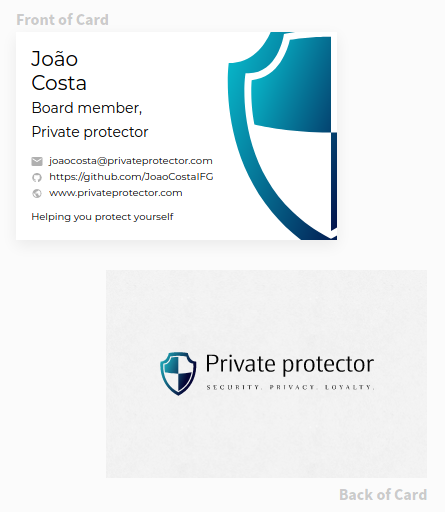 Front of Card
João
Costa
Board member,
Private protector
joaocosta@privateprotector.com
https://github.com/JoaoCostaIFG
www.privateprotector.com
Helping you protect yourself
Private protector
SECURITY. PRIVACY. LOYALTY.
Back of Card